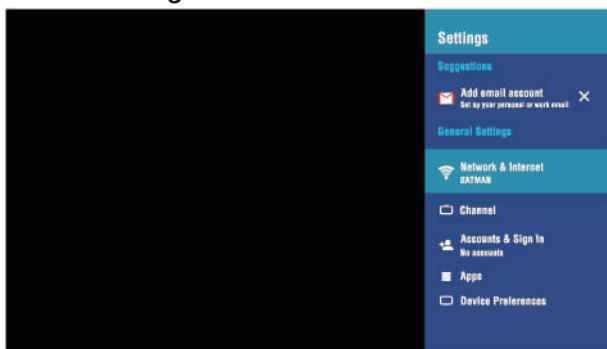 Settings
Suggestions
Add email account
Set up your personal or work email
General Settings
Network & Internet
BATMAN
Channel
Accounts & Sign In
No accounts
Apps
Device Preferences